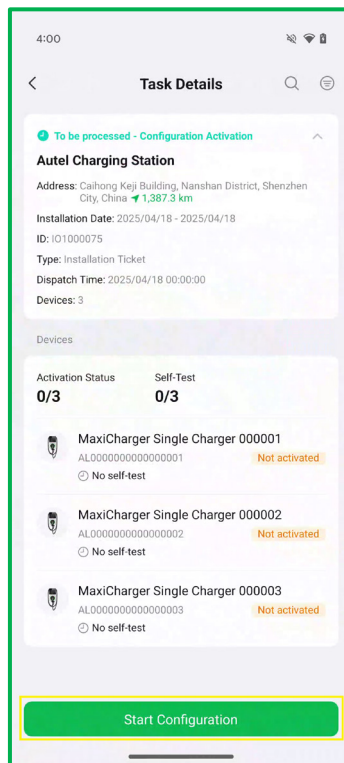 4:00
Task Details
To be processed - Configuration Activation
Autel Charging Station
Address: Caihong Keji Building, Nanshan District, Shenzhen
City, China 1,387.3 km
Installation Date: 2025/04/18 - 2025/04/18
ID: IO1000075
Type: Installation Ticket
Dispatch Time: 2025/04/18 00:00:00
Devices: 3
Devices
Activation Status Self-Test
0/3 0/3
MaxiCharger Single Charger 000001
AL0000000000000001 Not activated
No self-test
MaxiCharger Single Charger 000002
AL0000000000000002 Not activated
No self-test
MaxiCharger Single Charger 000003
AL0000000000000003 Not activated
No self-test
Start Configuration